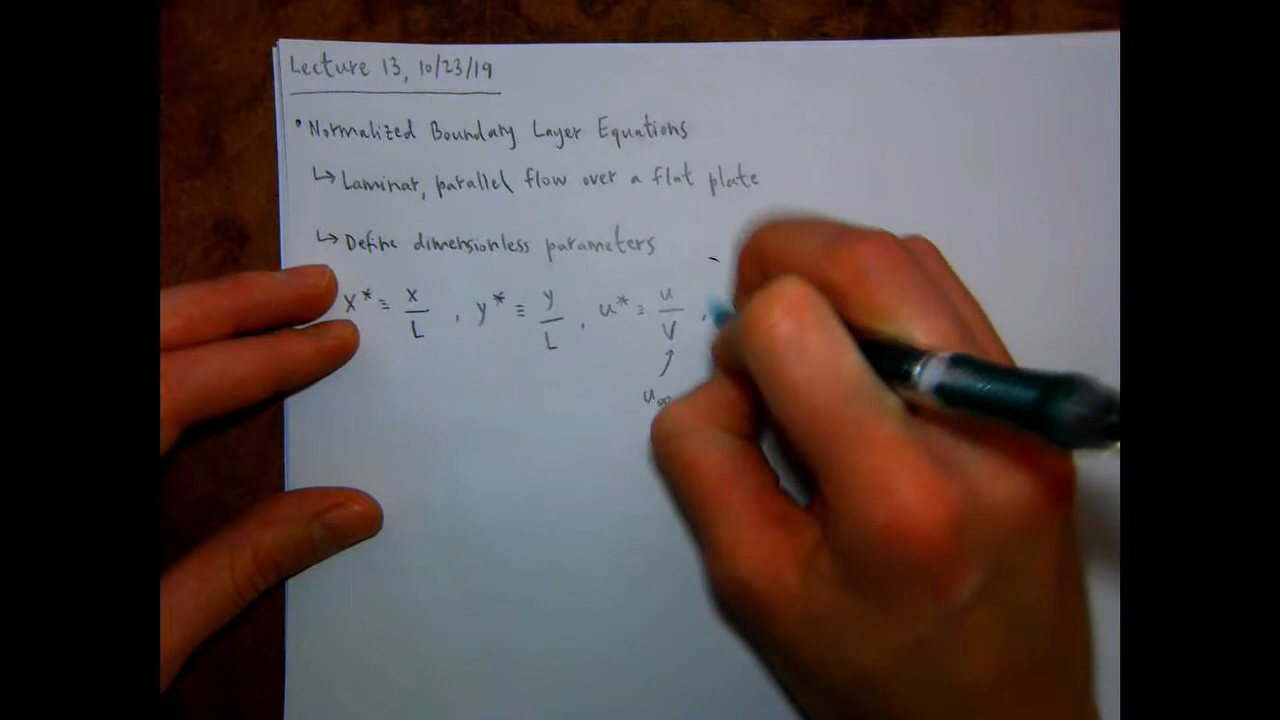 Lecture 13, 10/23/19
• Normalized Boundary Layer Equations
↳ Laminar, parallel flow over a flat plate
↳ Define dimensionless parameters
x* ≡ x/L , y* ≡ y/L , u* ≡ u/V ,
u∞